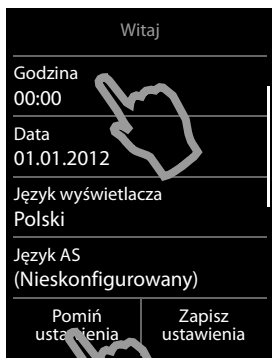 Witaj
Godzina
00:00
Data
01.01.2012
Język wyświetlacza
Polski
Język AS
(Nieskonfigurowany)
Pomiń
ustawienia
Zapisz
ustawienia